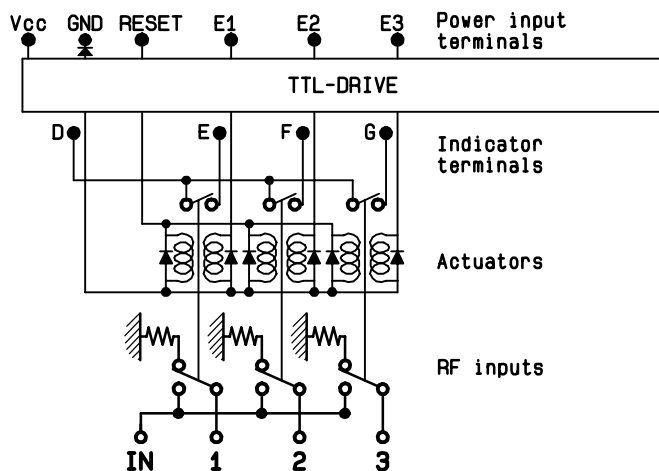 Vcc GND RESET E1 E2 E3 Power input
terminals
TTL-DRIVE
D E F G Indicator
terminals
Actuators
RF inputs
IN 1 2 3